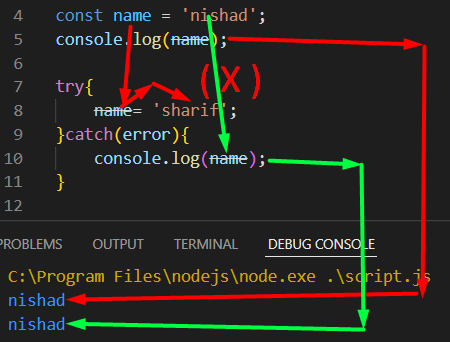 4 const name = 'nishad';
5 console.log(name);
6
7 try{
( X )
8 name= 'sharif';
9 }catch(error){
10 console.log(name);
11 }
12
PROBLEMS OUTPUT TERMINAL DEBUG CONSOLE
C:\Program Files\nodejs\node.exe .\script.js
nishad
nishad